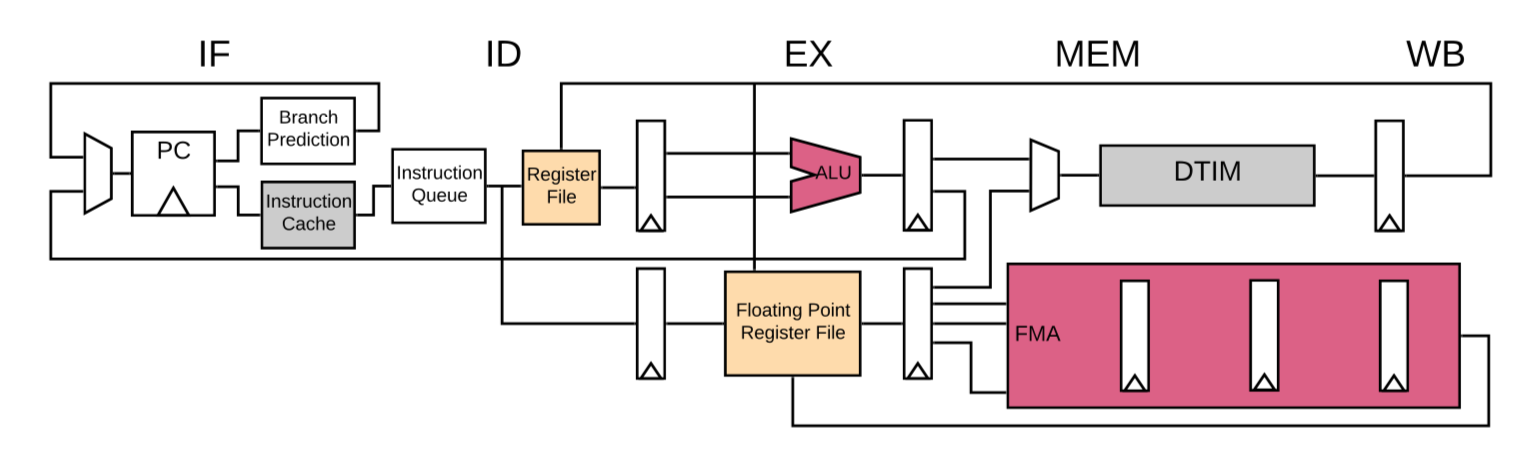 IF
ID
EX
MEM
WB
Branch
Prediction
PC
Instruction
Cache
Instruction
Queue
Register
File
ALU
DTIM
Floating Point
Register File
FMA